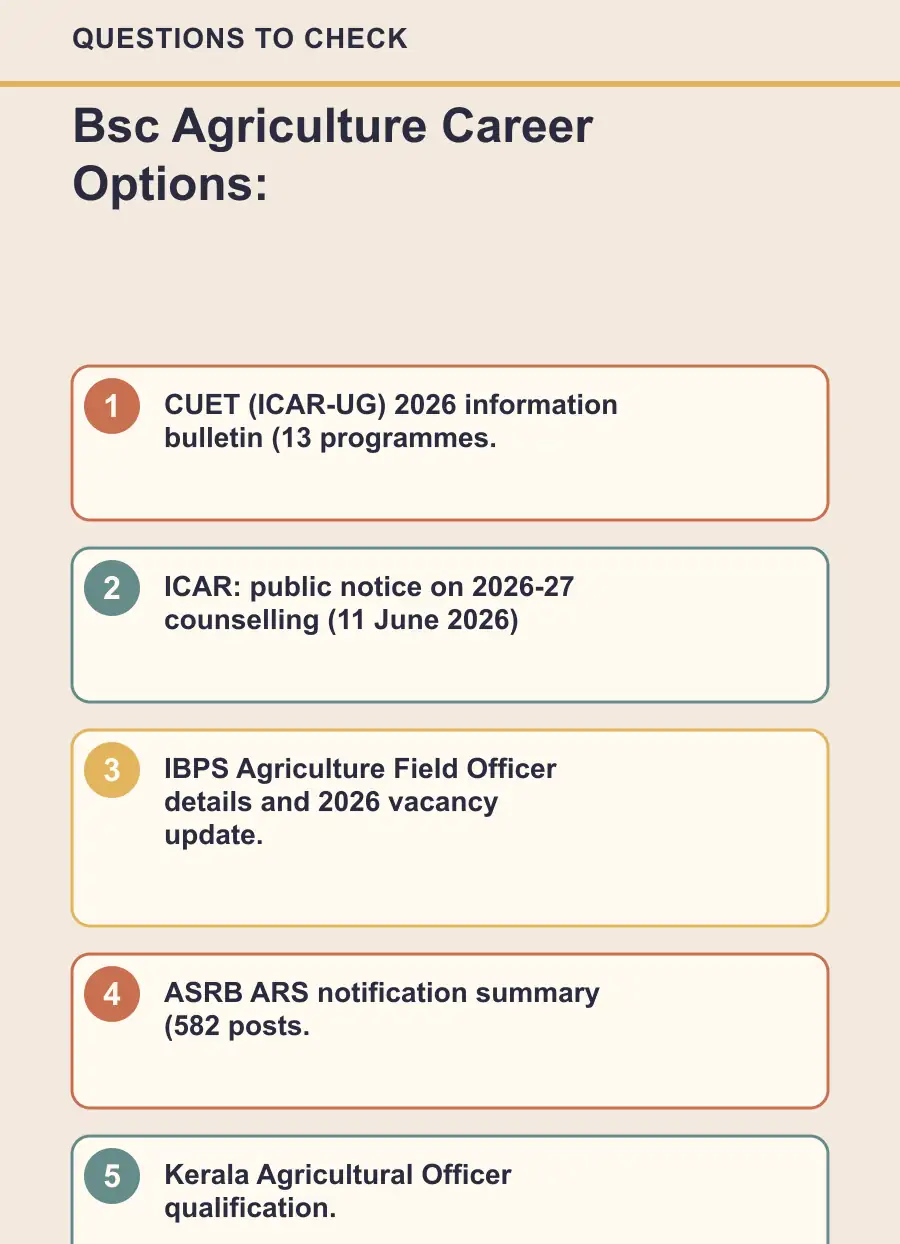 QUESTIONS TO CHECK
Bsc Agriculture Career
Options:
1
CUET (ICAR-UG) 2026 information
bulletin (13 programmes.
2
ICAR: public notice on 2026-27
counselling (11 June 2026)
3
IBPS Agriculture Field Officer
details and 2026 vacancy
update.
4
ASRB ARS notification summary
(582 posts.
5
Kerala Agricultural Officer
qualification.